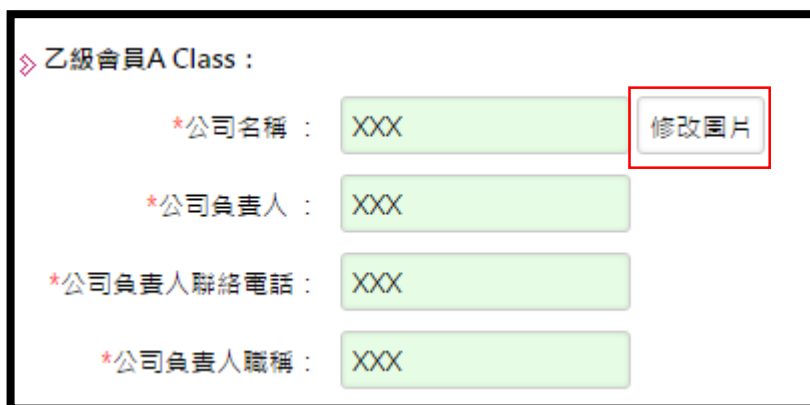 乙級會員A Class：
*公司名稱 ： XXX 修改圖片
*公司負責人 ： XXX
*公司負責人聯絡電話： XXX
*公司負責人職稱： XXX